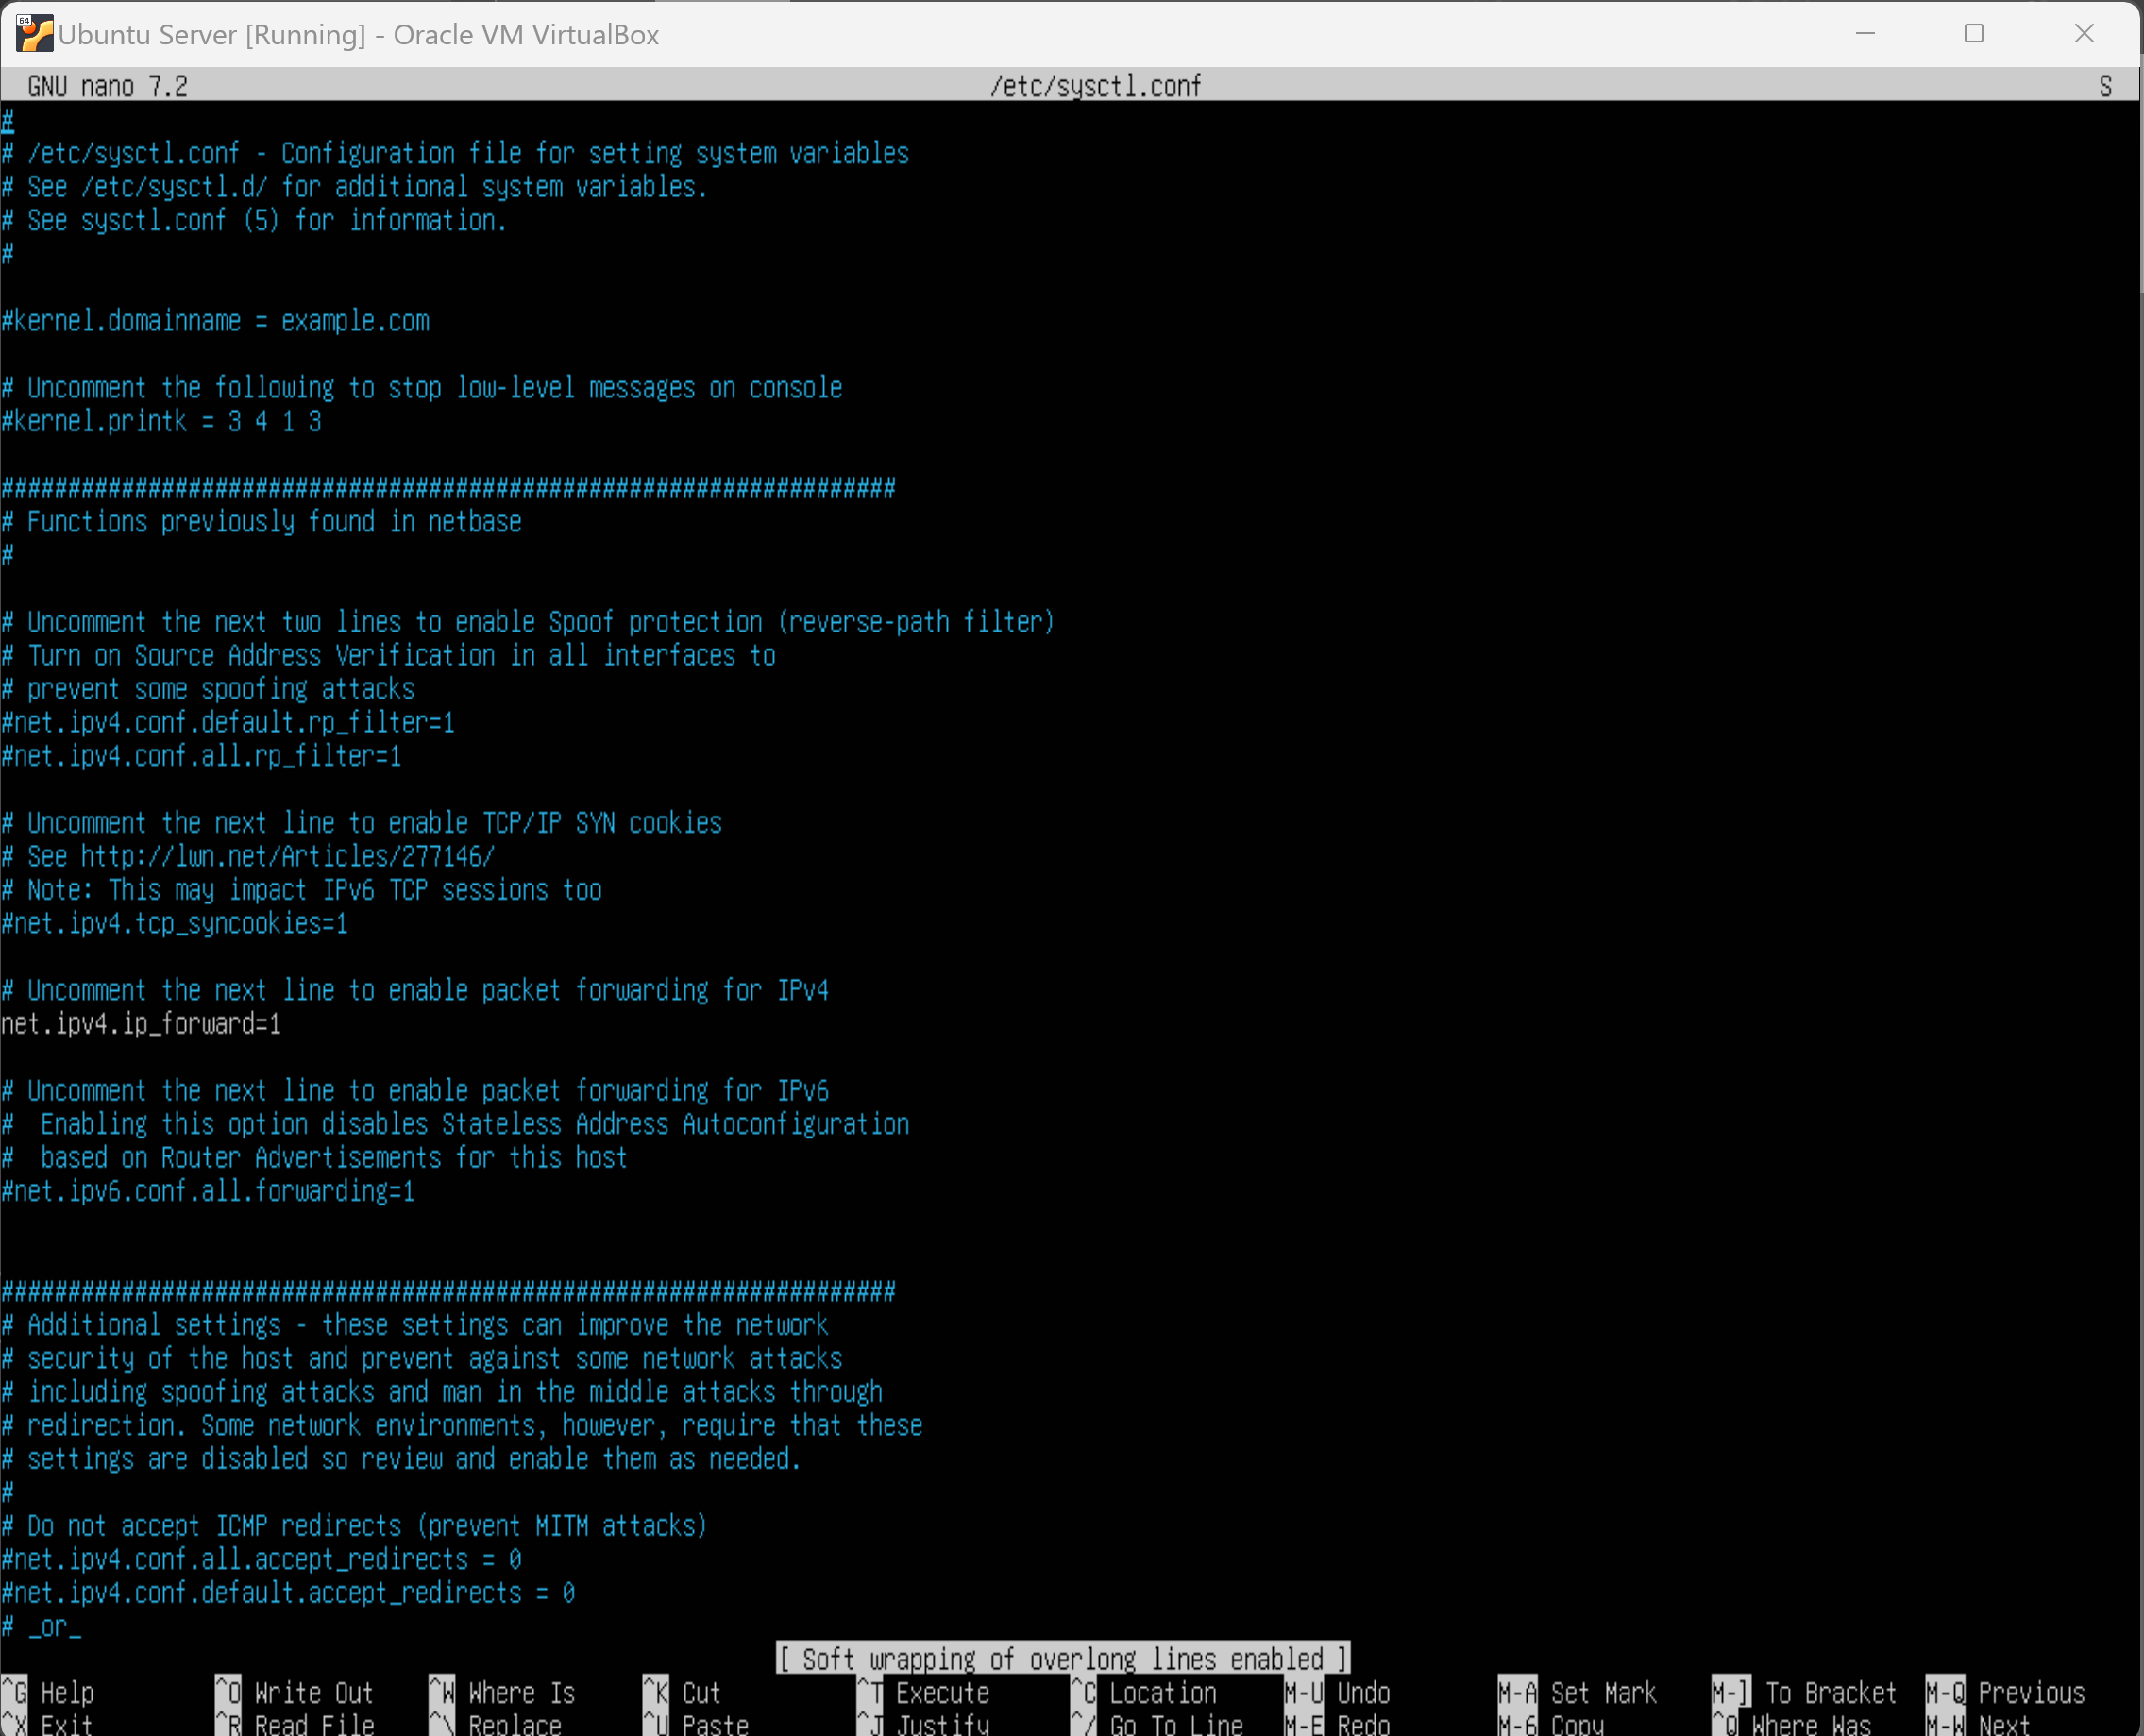 64
Ubuntu Server [Running] - Oracle VM VirtualBox
GNU nano 7.2 /etc/sysctl.conf S
#
# /etc/sysctl.conf - Configuration file for setting system variables
# See /etc/sysctl.d/ for additional system variables.
# See sysctl.conf (5) for information.
#
#kernel.domainname = example.com
# Uncomment the following to stop low-level messages on console
#kernel.printk = 3 4 1 3
###################################################################
# Functions previously found in netbase
#
# Uncomment the next two lines to enable Spoof protection (reverse-path filter)
# Turn on Source Address Verification in all interfaces to
# prevent some spoofing attacks
#net.ipv4.conf.default.rp_filter=1
#net.ipv4.conf.all.rp_filter=1
# Uncomment the next line to enable TCP/IP SYN cookies
# See http://lwn.net/Articles/277146/
# Note: This may impact IPv6 TCP sessions too
#net.ipv4.tcp_syncookies=1
# Uncomment the next line to enable packet forwarding for IPv4
net.ipv4.ip_forward=1
# Uncomment the next line to enable packet forwarding for IPv6
#  Enabling this option disables Stateless Address Autoconfiguration
#  based on Router Advertisements for this host
#net.ipv6.conf.all.forwarding=1
###################################################################
# Additional settings - these settings can improve the network
# security of the host and prevent against some network attacks
# including spoofing attacks and man in the middle attacks through
# redirection. Some network environments, however, require that these
# settings are disabled so review and enable them as needed.
#
# Do not accept ICMP redirects (prevent MITM attacks)
#net.ipv4.conf.all.accept_redirects = 0
#net.ipv4.conf.default.accept_redirects = 0
# _or_
[ Soft wrapping of overlong lines enabled ]
^G Help ^O Write Out ^W Where Is ^K Cut ^T Execute ^C Location M-U Undo M-A Set Mark M-] To Bracket M-Q Previous
^X Exit ^R Read File ^\ Replace ^U Paste ^J Justify ^/ Go To Line M-E Redo M-6 Copy ^Q Where Was M-W Next